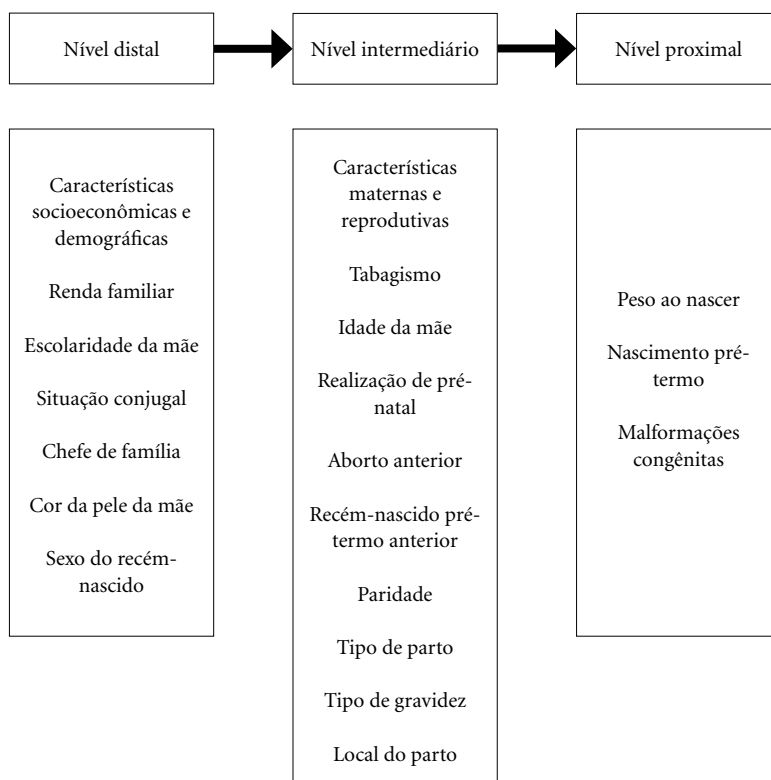 Nível distal
Nível intermediário
Nível proximal
Características
socioeconômicas e
demográficas
Renda familiar
Escolaridade da mãe
Situação conjugal
Chefe de família
Cor da pele da mãe
Sexo do recém-
nascido
Características
maternas e
reprodutivas
Tabagismo
Idade da mãe
Realização de pré-
natal
Aborto anterior
Recém-nascido pré-
termo anterior
Paridade
Tipo de parto
Tipo de gravidez
Local do parto
Peso ao nascer
Nascimento pré-
termo
Malformações
congênitas